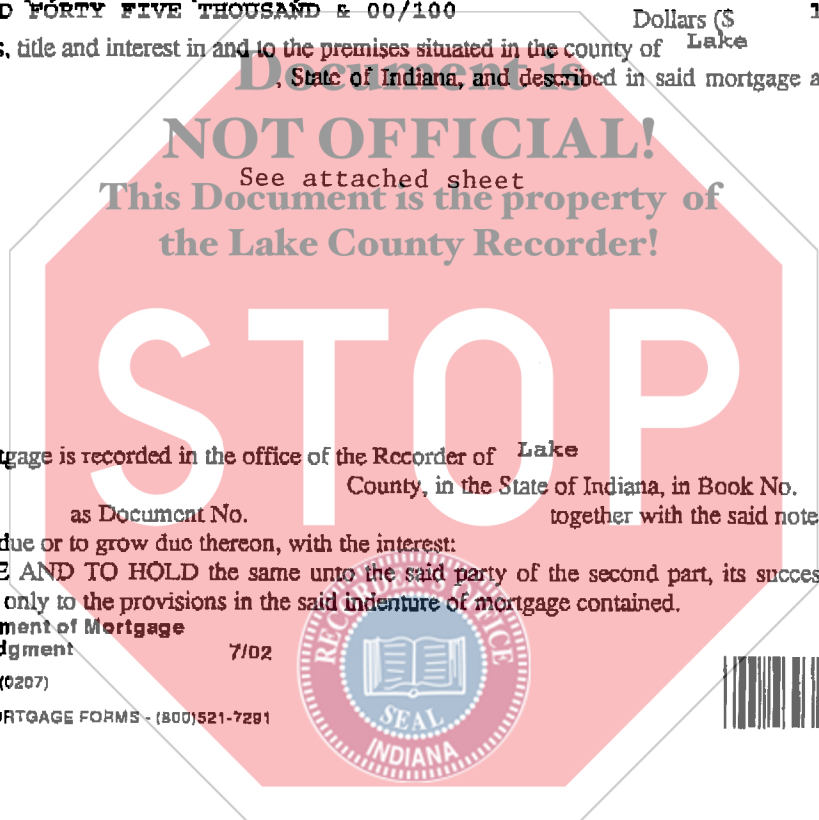 D FORTY FIVE THOUSAND & 00/100 Dollars ($ 1
s, title and interest in and to the premises situated in the county of Lake
, State of Indiana, and described in said mortgage a
Document is
NOT OFFICIAL!
See attached sheet
This Document is the property of
the Lake County Recorder!
STOP
tgage is recorded in the office of the Recorder of Lake
County, in the State of Indiana, in Book No.
as Document No. together with the said note
due or to grow due thereon, with the interest:
E AND TO HOLD the same unto the said party of the second part, its succes
only to the provisions in the said indenture of mortgage contained.
ment of Mortgage
dgment 7/02
(0207)
RTGAGE FORMS - (800)521-7291
RECORDER'S OFFICE
SEAL
INDIANA